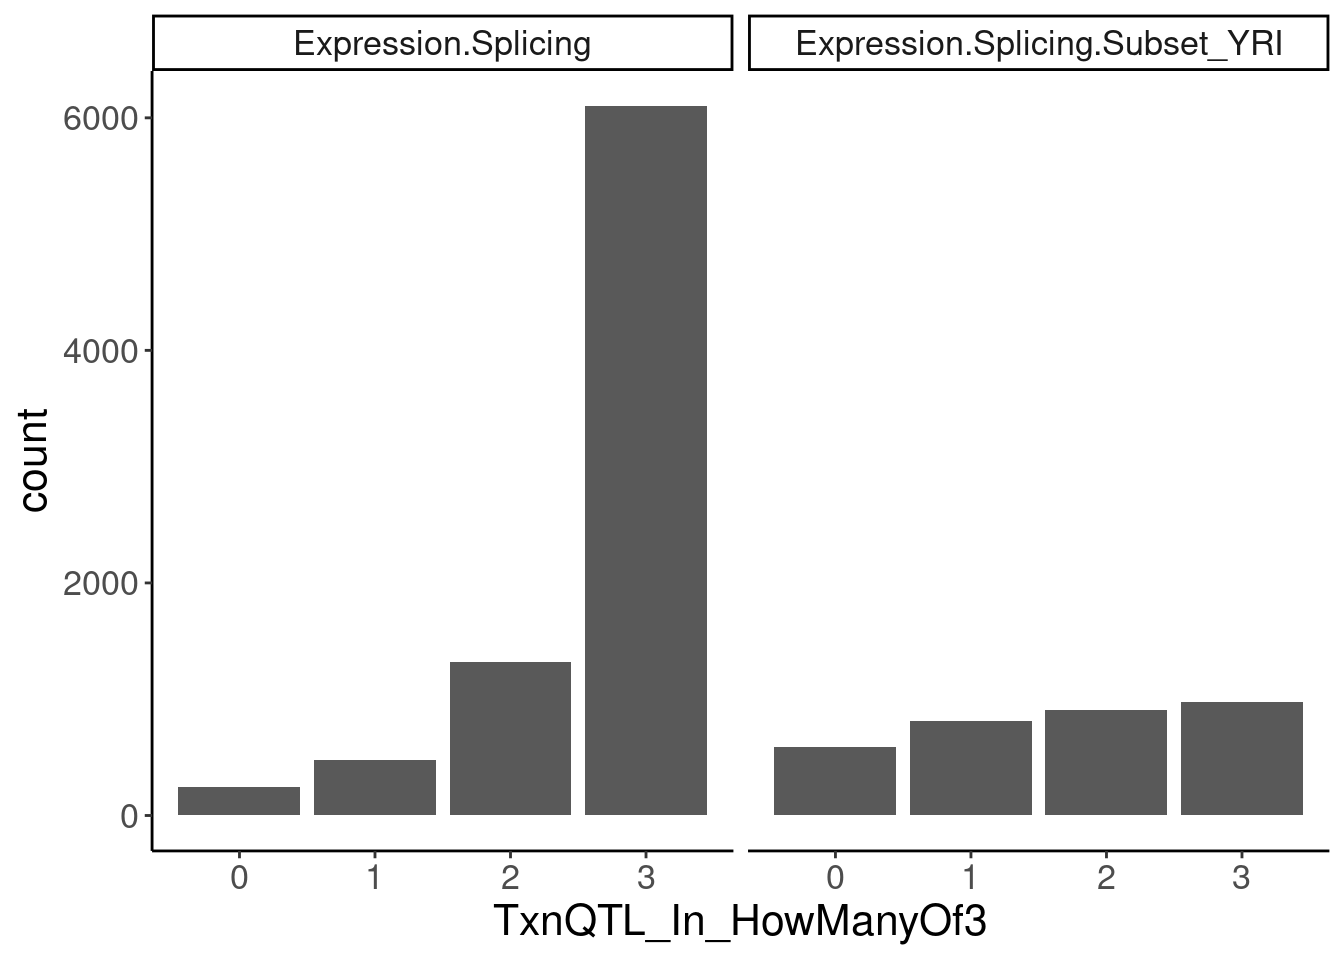 Expression.Splicing
Expression.Splicing.Subset_YRI
6000
4000
2000
0
count
0 1 2 3
0 1 2 3
TxnQTL_In_HowManyOf3